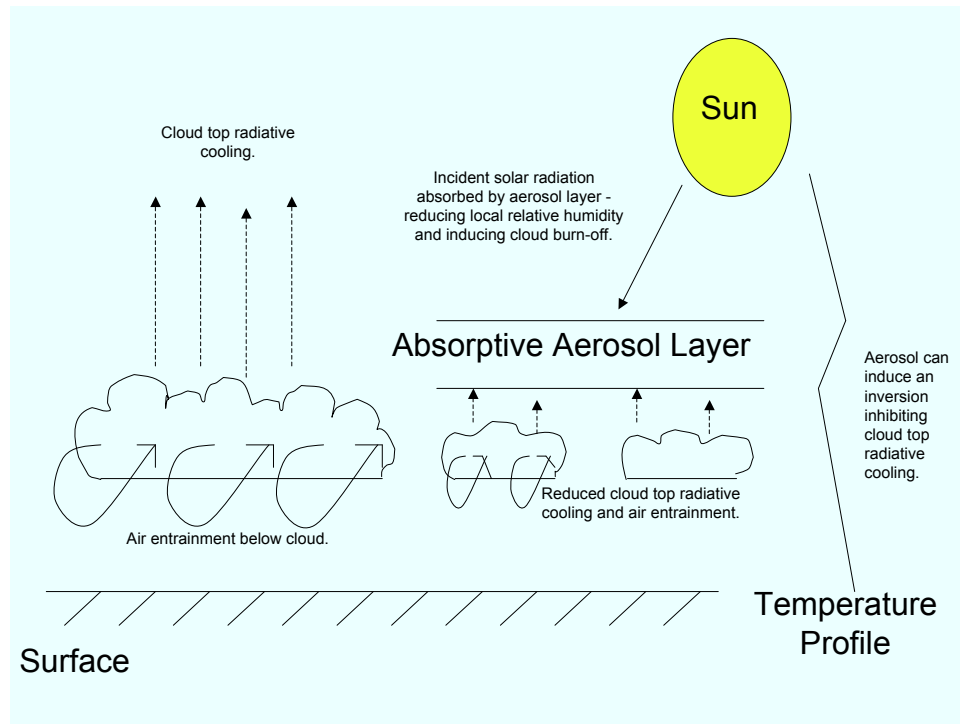 Sun
Cloud top radiative
cooling.
Incident solar radiation
absorbed by aerosol layer -
reducing local relative humidity
and inducing cloud burn-off.
Absorptive Aerosol Layer
Aerosol can
induce an
inversion
inhibiting
cloud top
radiative
cooling.
Reduced cloud top radiative
cooling and air entrainment.
Air entrainment below cloud.
Temperature
Profile
Surface